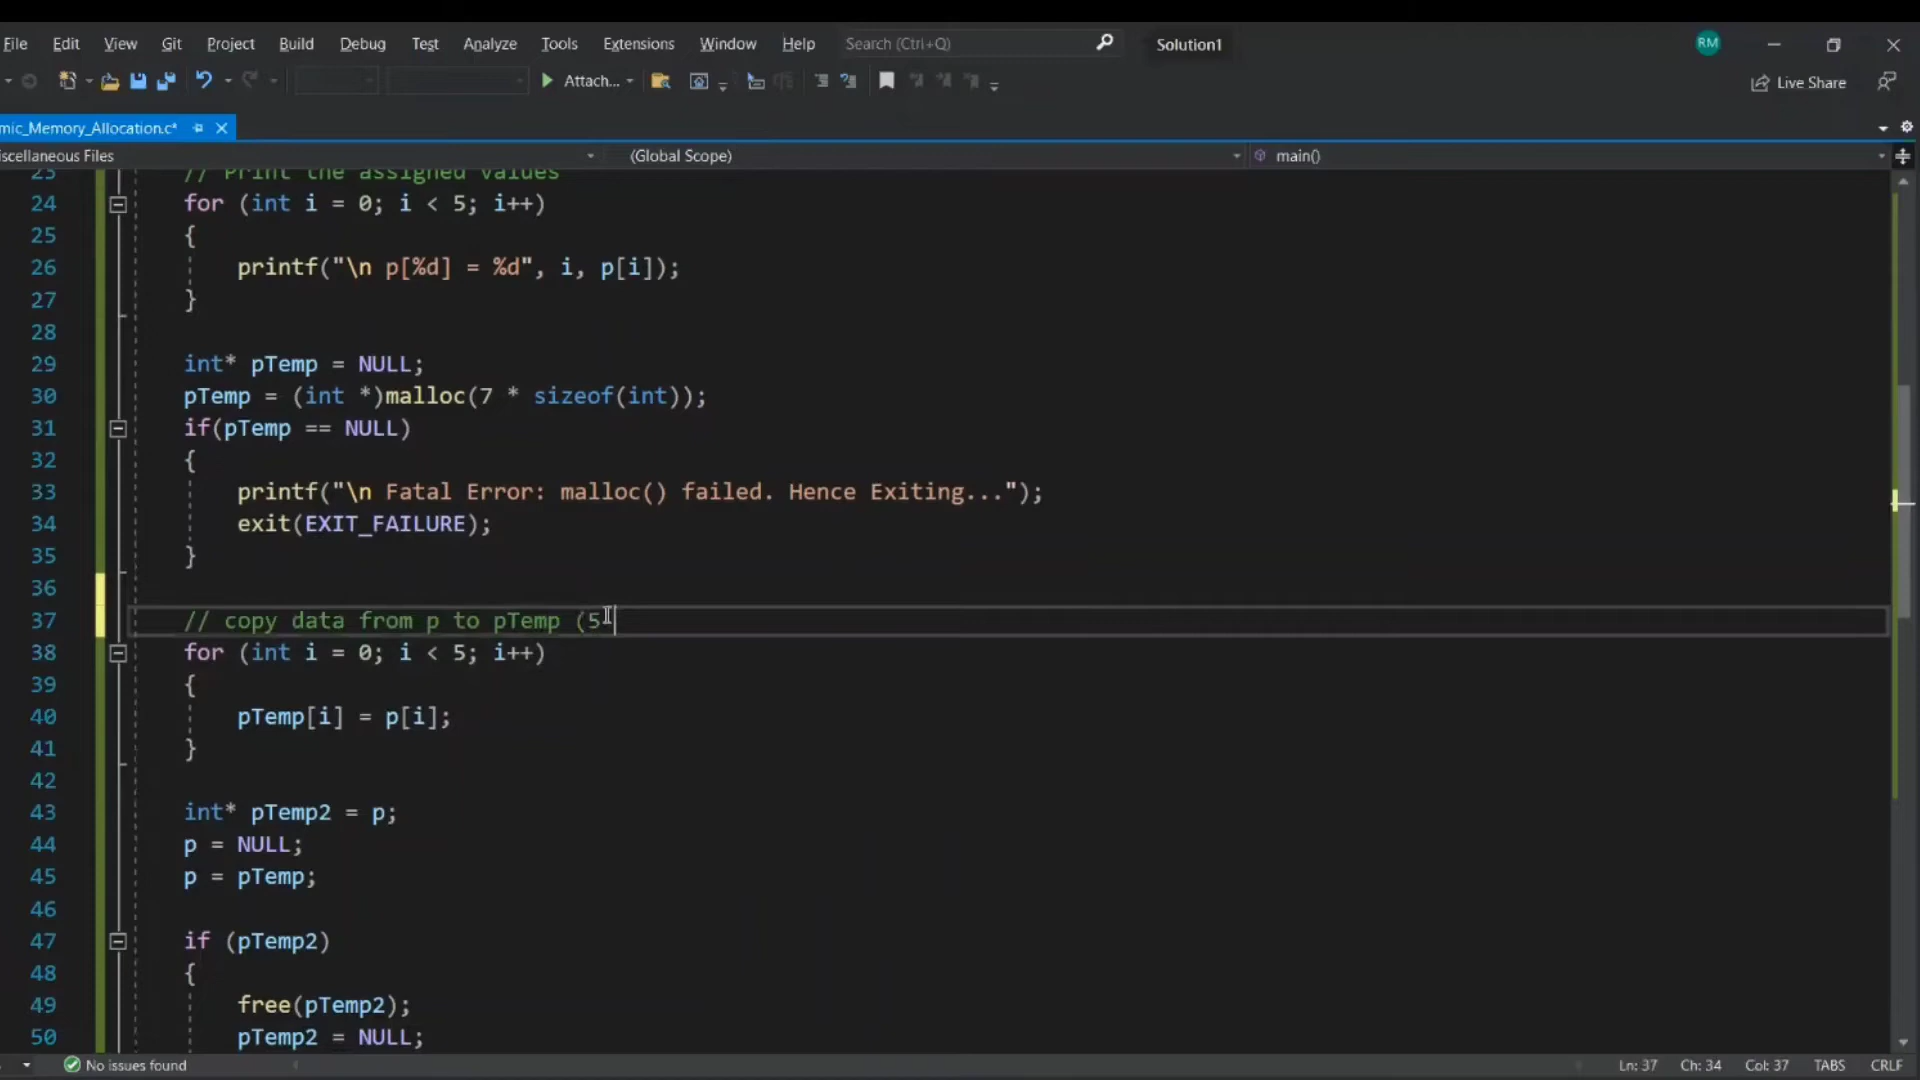 File Edit View Git Project Build Debug Test Analyze Tools Extensions Window Help Search (Ctrl+Q) Solution1 RM
Attach... Live Share
mic_Memory_Allocation.c*
iscellaneous Files (Global Scope) main()
23 // Print the assigned values
24 for (int i = 0; i < 5; i++)
25 {
26 printf("\n p[%d] = %d", i, p[i]);
27 }
28
29 int* pTemp = NULL;
30 pTemp = (int *)malloc(7 * sizeof(int));
31 if(pTemp == NULL)
32 {
33 printf("\n Fatal Error: malloc() failed. Hence Exiting...");
34 exit(EXIT_FAILURE);
35 }
36
37 // copy data from p to pTemp (5
38 for (int i = 0; i < 5; i++)
39 {
40 pTemp[i] = p[i];
41 }
42
43 int* pTemp2 = p;
44 p = NULL;
45 p = pTemp;
46
47 if (pTemp2)
48 {
49 free(pTemp2);
50 pTemp2 = NULL;
No issues found Ln: 37 Ch: 34 Col: 37 TABS CRLF